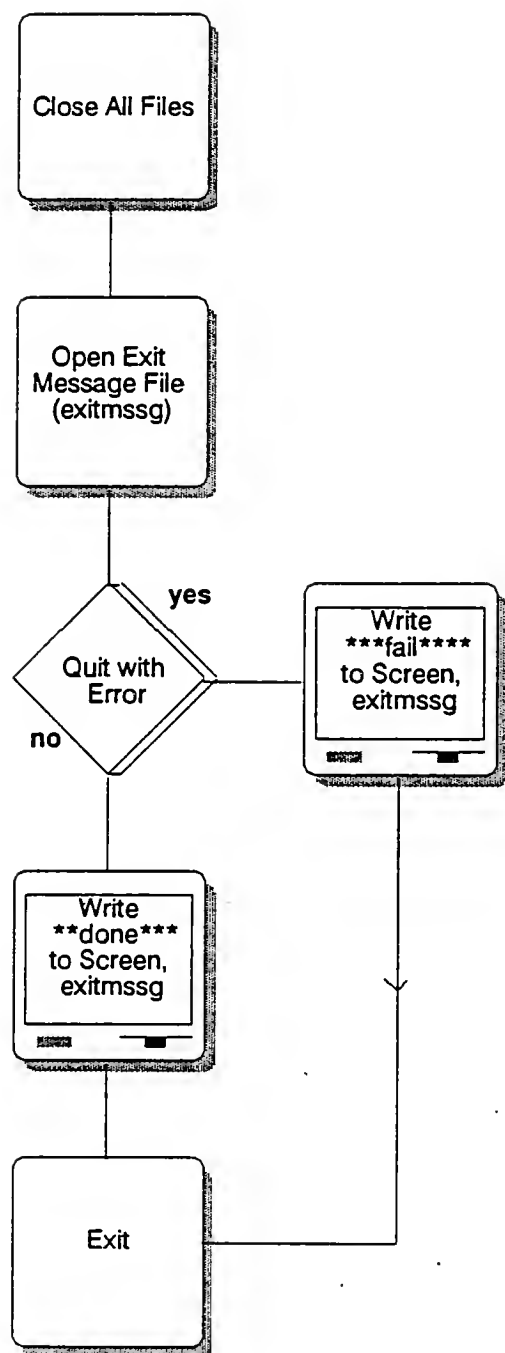 Close All Files
Open Exit
Message File
(exitmssg)
yes
Quit with
Error
no
Write
***fail****
to Screen,
exitmssg
Write
**done***
to Screen,
exitmssg
Exit